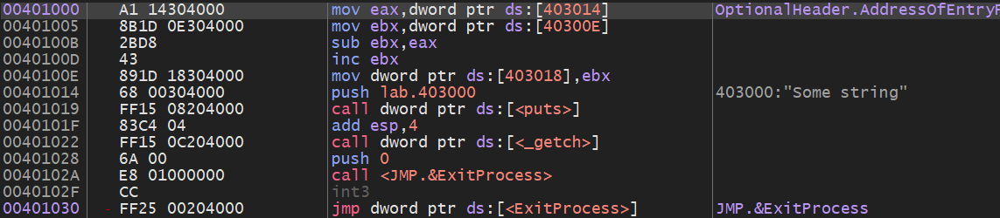 00401000 A1 14304000 mov eax,dword ptr ds:[403014] OptionalHeader.AddressOfEntryP
00401005 8B1D 0E304000 mov ebx,dword ptr ds:[40300E]
0040100B 2BD8 sub ebx,eax
0040100D 43 inc ebx
0040100E 891D 18304000 mov dword ptr ds:[403018],ebx
00401014 68 00304000 push lab.403000 403000:"Some string"
00401019 FF15 08204000 call dword ptr ds:[<puts>]
0040101F 83C4 04 add esp,4
00401022 FF15 0C204000 call dword ptr ds:[<_getch>]
00401028 6A 00 push 0
0040102A E8 01000000 call <JMP.&ExitProcess>
0040102F CC int3
00401030 - FF25 00204000 jmp dword ptr ds:[<ExitProcess>] JMP.&ExitProcess